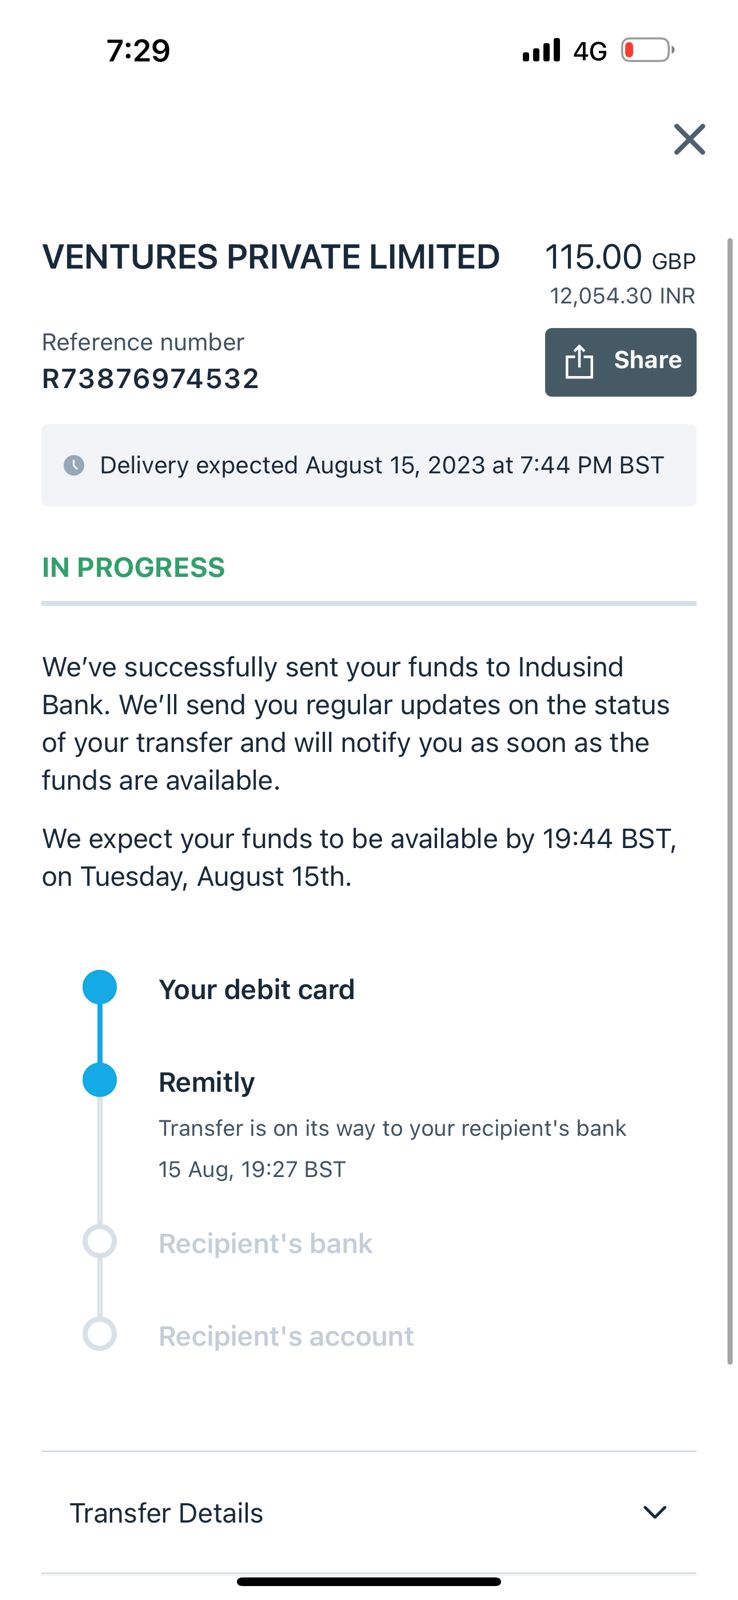 7:29
4G
VENTURES PRIVATE LIMITED
115.00 GBP
12,054.30 INR
Reference number
R73876974532
Share
Delivery expected August 15, 2023 at 7:44 PM BST
IN PROGRESS
We’ve successfully sent your funds to Indusind
Bank. We’ll send you regular updates on the status
of your transfer and will notify you as soon as the
funds are available.
We expect your funds to be available by 19:44 BST,
on Tuesday, August 15th.
Your debit card
Remitly
Transfer is on its way to your recipient's bank
15 Aug, 19:27 BST
Recipient's bank
Recipient's account
Transfer Details